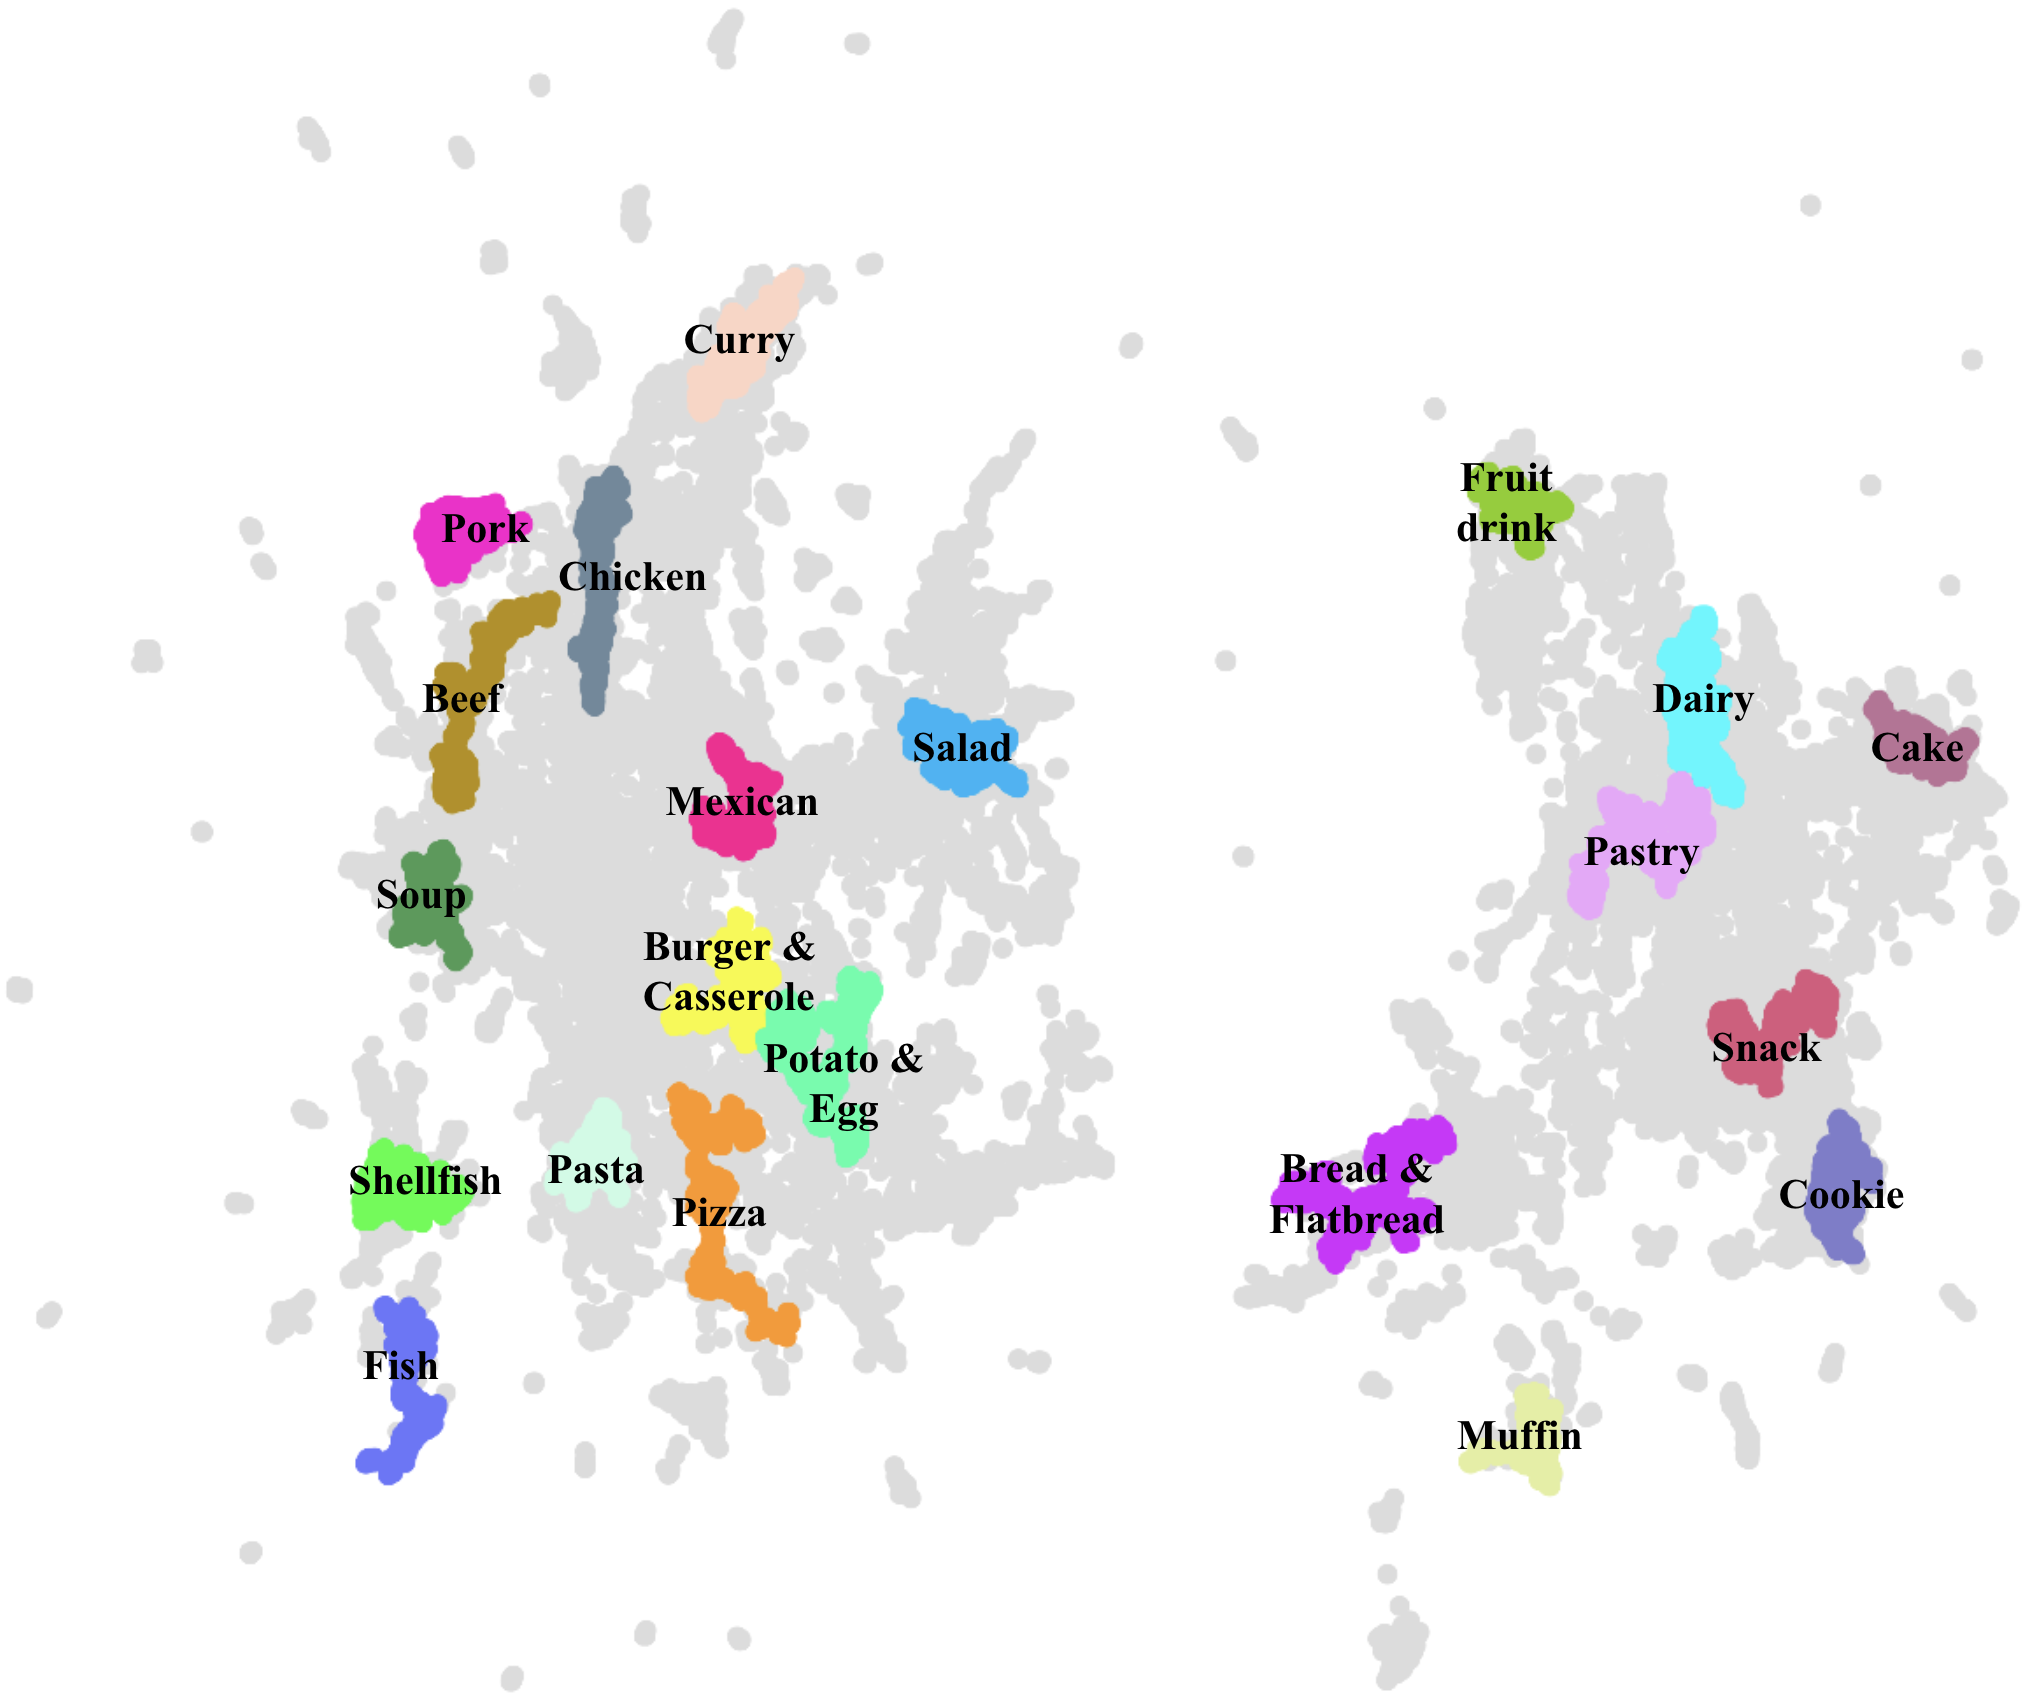 Curry
Fruit
drink
Pork
Chicken
Beef
Dairy
Salad
Cake
Mexican
Pastry
Soup
Burger &
Casserole
Snack
Potato &
Egg
Bread &
Flatbread
Pasta
Shellfish
Cookie
Pizza
Fish
Muffin